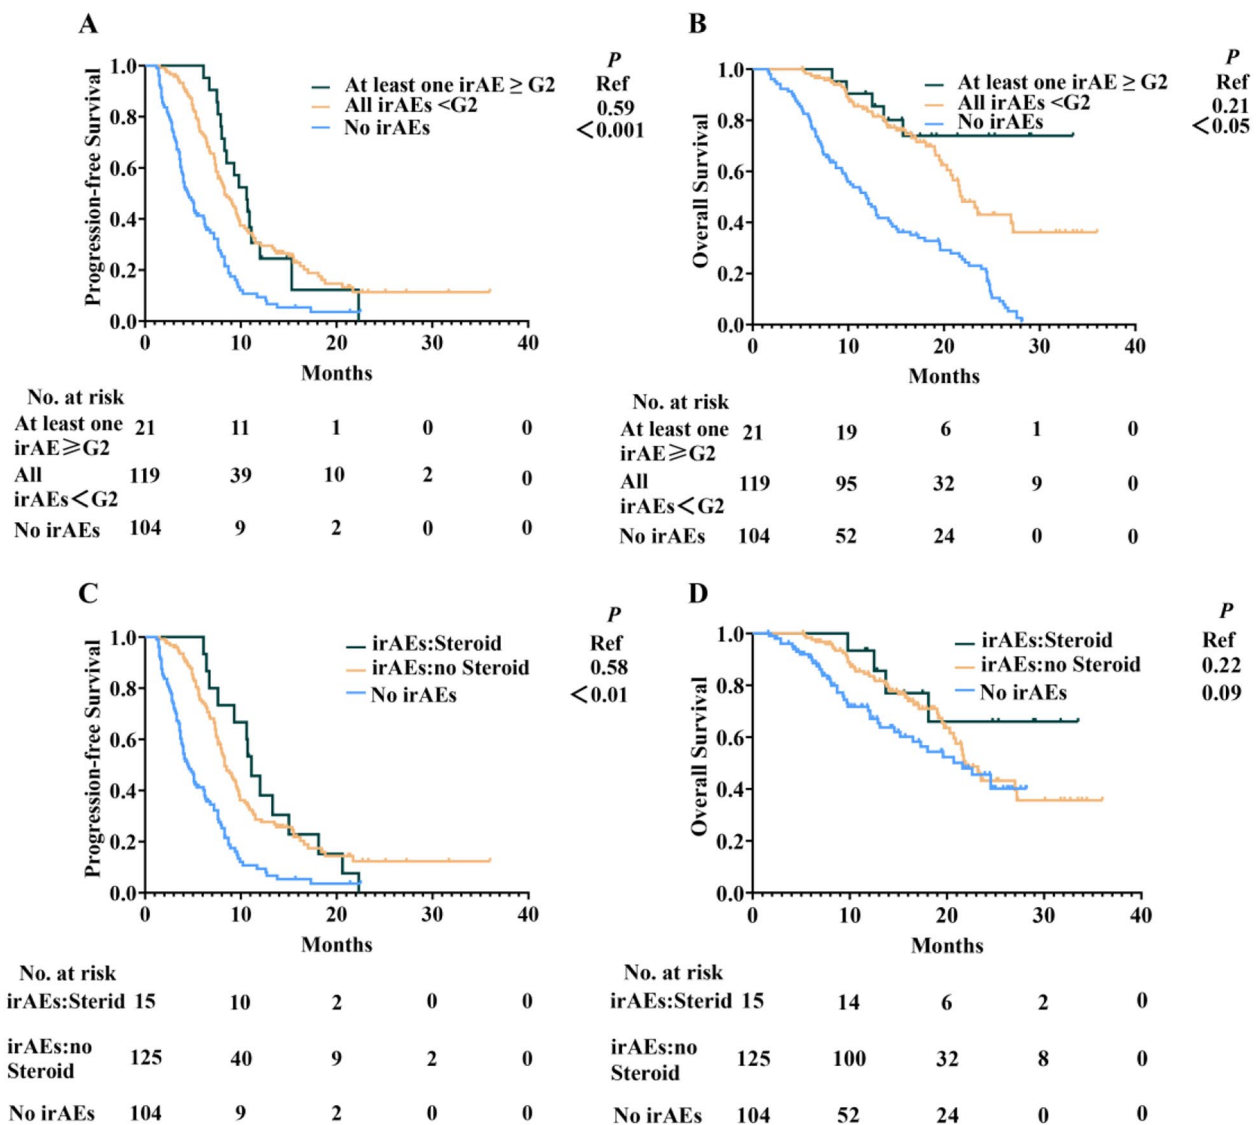 A
P
At least one irAE ≥ G2 Ref
All irAEs <G2 0.59
No irAEs <0.001
Progression-free Survival
1.0
0.8
0.6
0.4
0.2
0.0
0 10 20 30 40
Months
No. at risk
At least one
irAE≥G2 21 11 1 0 0
All
irAEs<G2 119 39 10 2 0
No irAEs 104 9 2 0 0
B
P
At least one irAE ≥ G2 Ref
All irAEs <G2 0.21
No irAEs <0.05
Overall Survival
1.0
0.8
0.6
0.4
0.2
0.0
0 10 20 30 40
Months
No. at risk
At least one
irAE≥G2 21 19 6 1 0
All
irAEs<G2 119 95 32 9 0
No irAEs 104 52 24 0 0
C
P
irAEs:Steroid Ref
irAEs:no Steroid 0.58
No irAEs <0.01
Progression-free Survival
1.0
0.8
0.6
0.4
0.2
0.0
0 10 20 30 40
Months
No. at risk
irAEs:Sterid 15 10 2 0 0
irAEs:no
Steroid 125 40 9 2 0
No irAEs 104 9 2 0 0
D
P
irAEs:Steroid Ref
irAEs:no Steroid 0.22
No irAEs 0.09
Overall Survival
1.0
0.8
0.6
0.4
0.2
0.0
0 10 20 30 40
Months
No. at risk
irAEs:Sterid 15 14 6 2 0
irAEs:no
Steroid 125 100 32 8 0
No irAEs 104 52 24 0 0